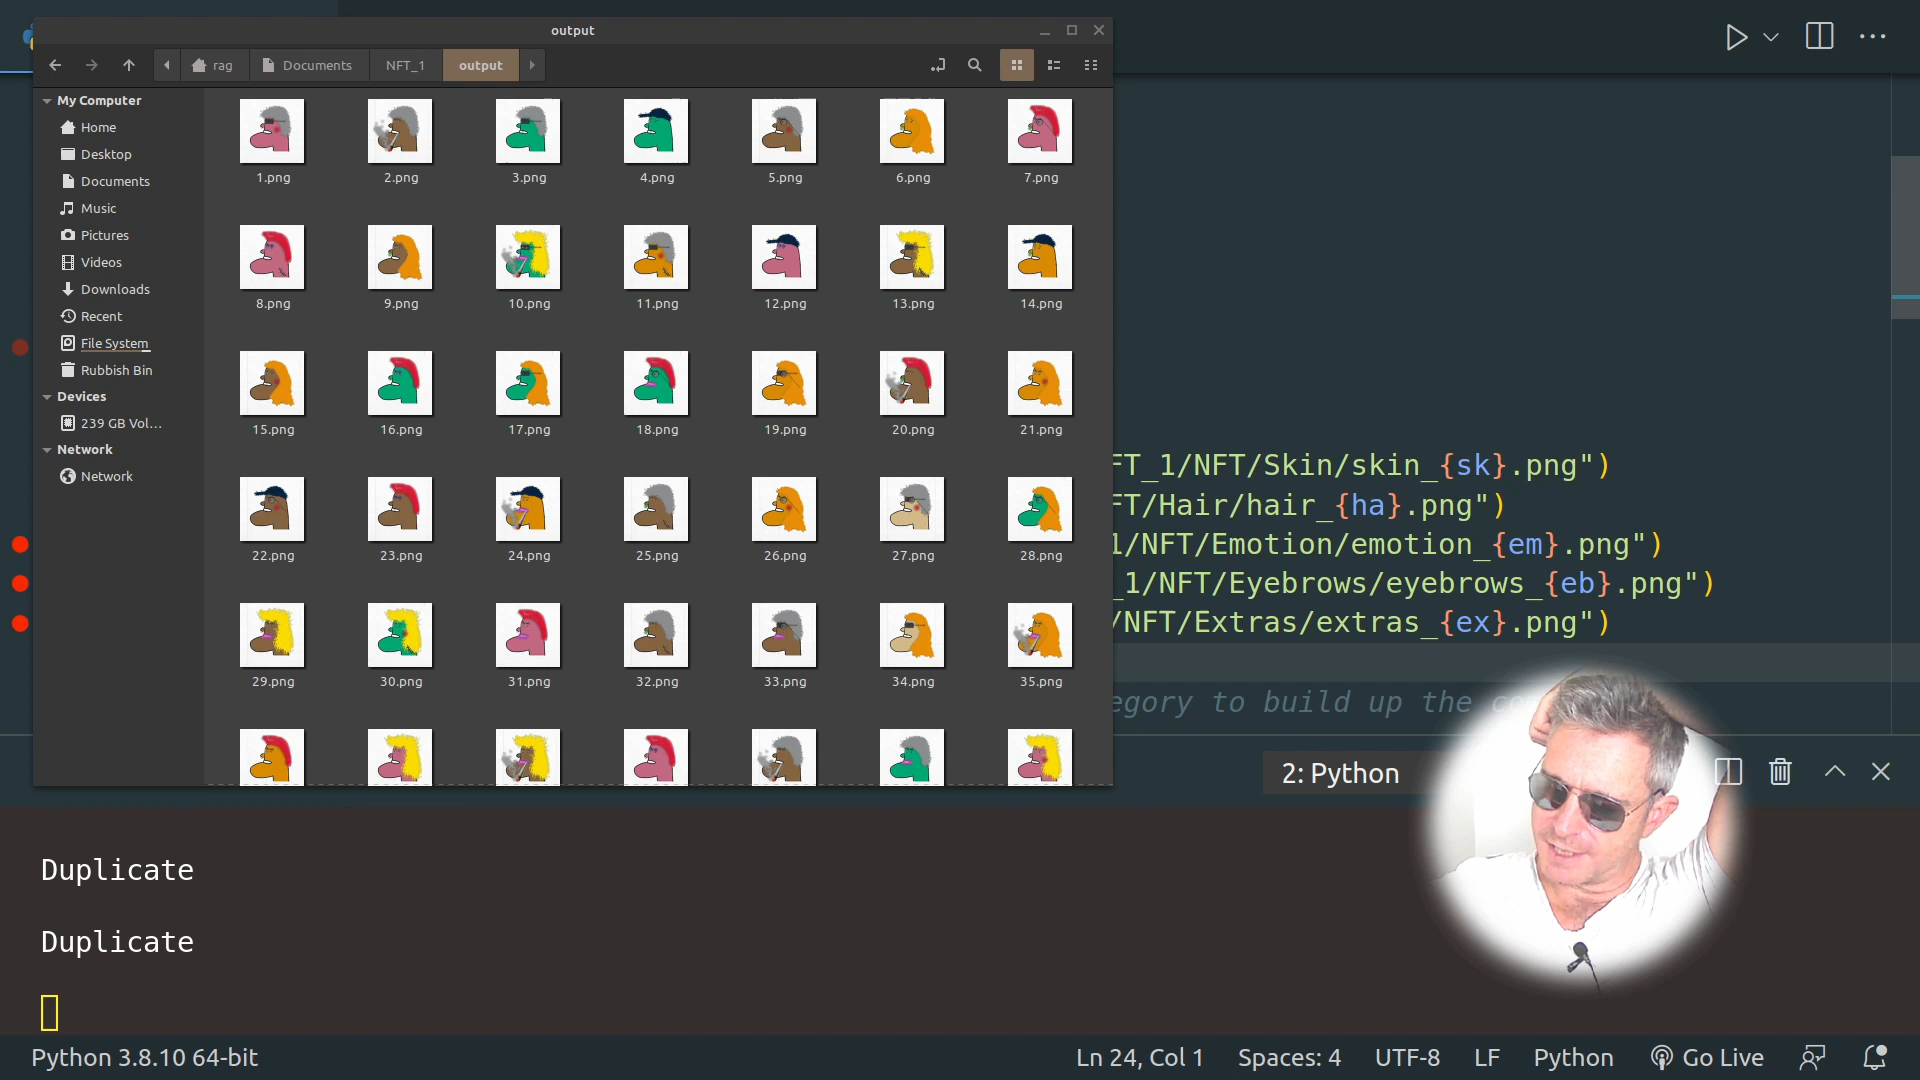 output
rag
Documents
NFT_1
output
My Computer
Home
Desktop
Documents
Music
Pictures
Videos
Downloads
Recent
File System
Rubbish Bin
Devices
239 GB Vol...
Network
Network
1.png
2.png
3.png
4.png
5.png
6.png
7.png
8.png
9.png
10.png
11.png
12.png
13.png
14.png
15.png
16.png
17.png
18.png
19.png
20.png
21.png
22.png
23.png
24.png
25.png
26.png
27.png
28.png
29.png
30.png
31.png
32.png
33.png
34.png
35.png
FT_1/NFT/Skin/skin_{sk}.png")
FT/Hair/hair_{ha}.png")
1/NFT/Emotion/emotion_{em}.png")
_1/NFT/Eyebrows/eyebrows_{eb}.png")
/NFT/Extras/extras_{ex}.png")
egory to build up the
2: Python
Duplicate
Duplicate
Python 3.8.10 64-bit
Ln 24, Col 1
Spaces: 4
UTF-8
LF
Python
Go Live